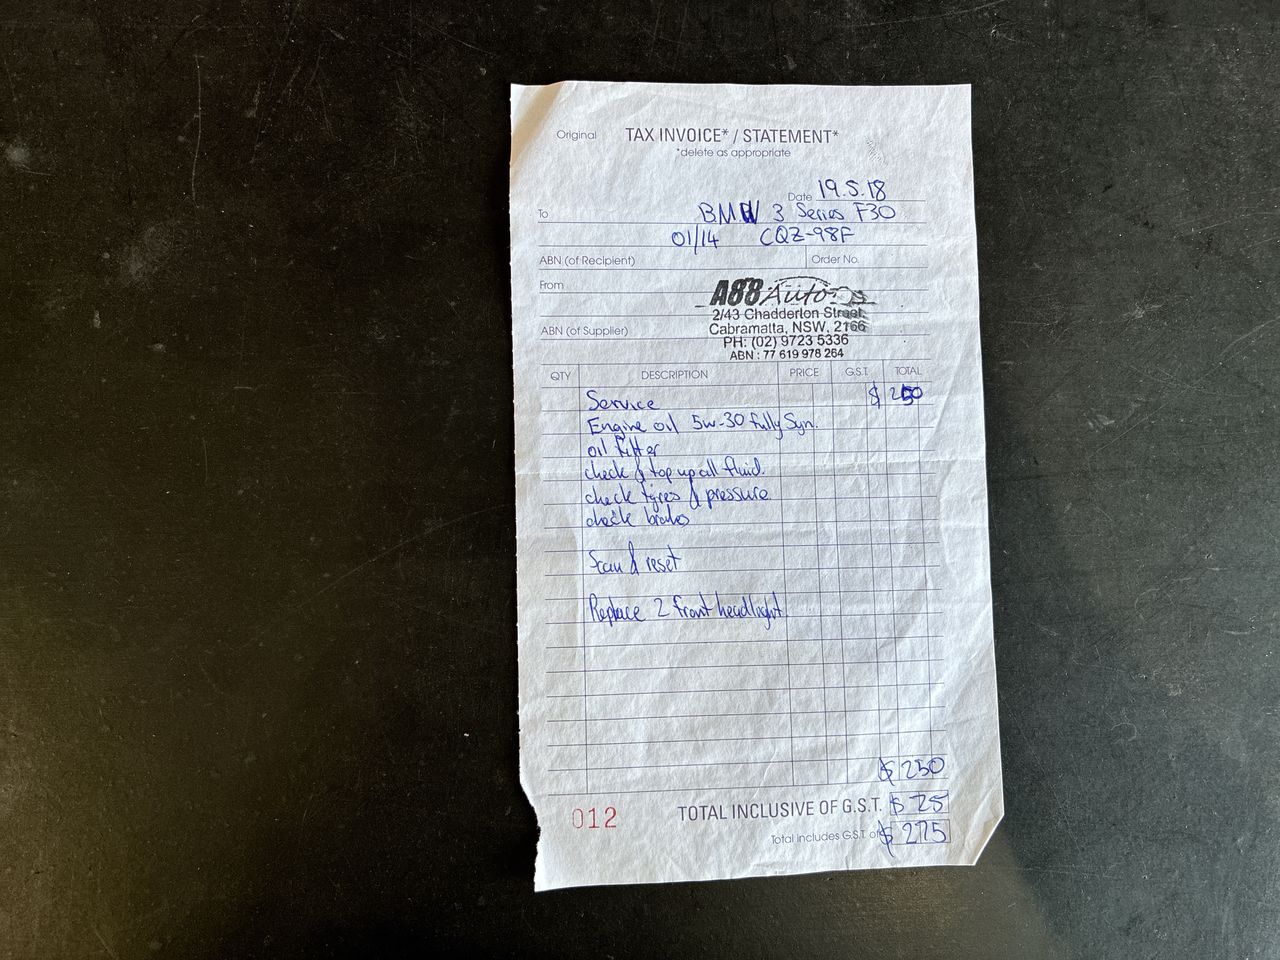 Original TAX INVOICE* / STATEMENT*
*delete as appropriate
Date 19.5.18
To BMW 3 Series F30
01/14 CQZ-98F
ABN (of Recipient) Order No.
From
A88 Auto
2/43 Chadderton Street,
Cabramatta, NSW, 2166
ABN (of Supplier)
PH: (02) 9723 5336
ABN : 77 619 978 264
QTY DESCRIPTION PRICE G.S.T. TOTAL
Service $ 250
Engine oil 5w-30 fully Syn.
oil filter
check & top up all fluid.
check tyres & pressure
check brakes
Scan & reset
Replace 2 front headlight
$ 250
012 TOTAL INCLUSIVE OF G.S.T. $ 25
Total includes G.S.T. of $ 275